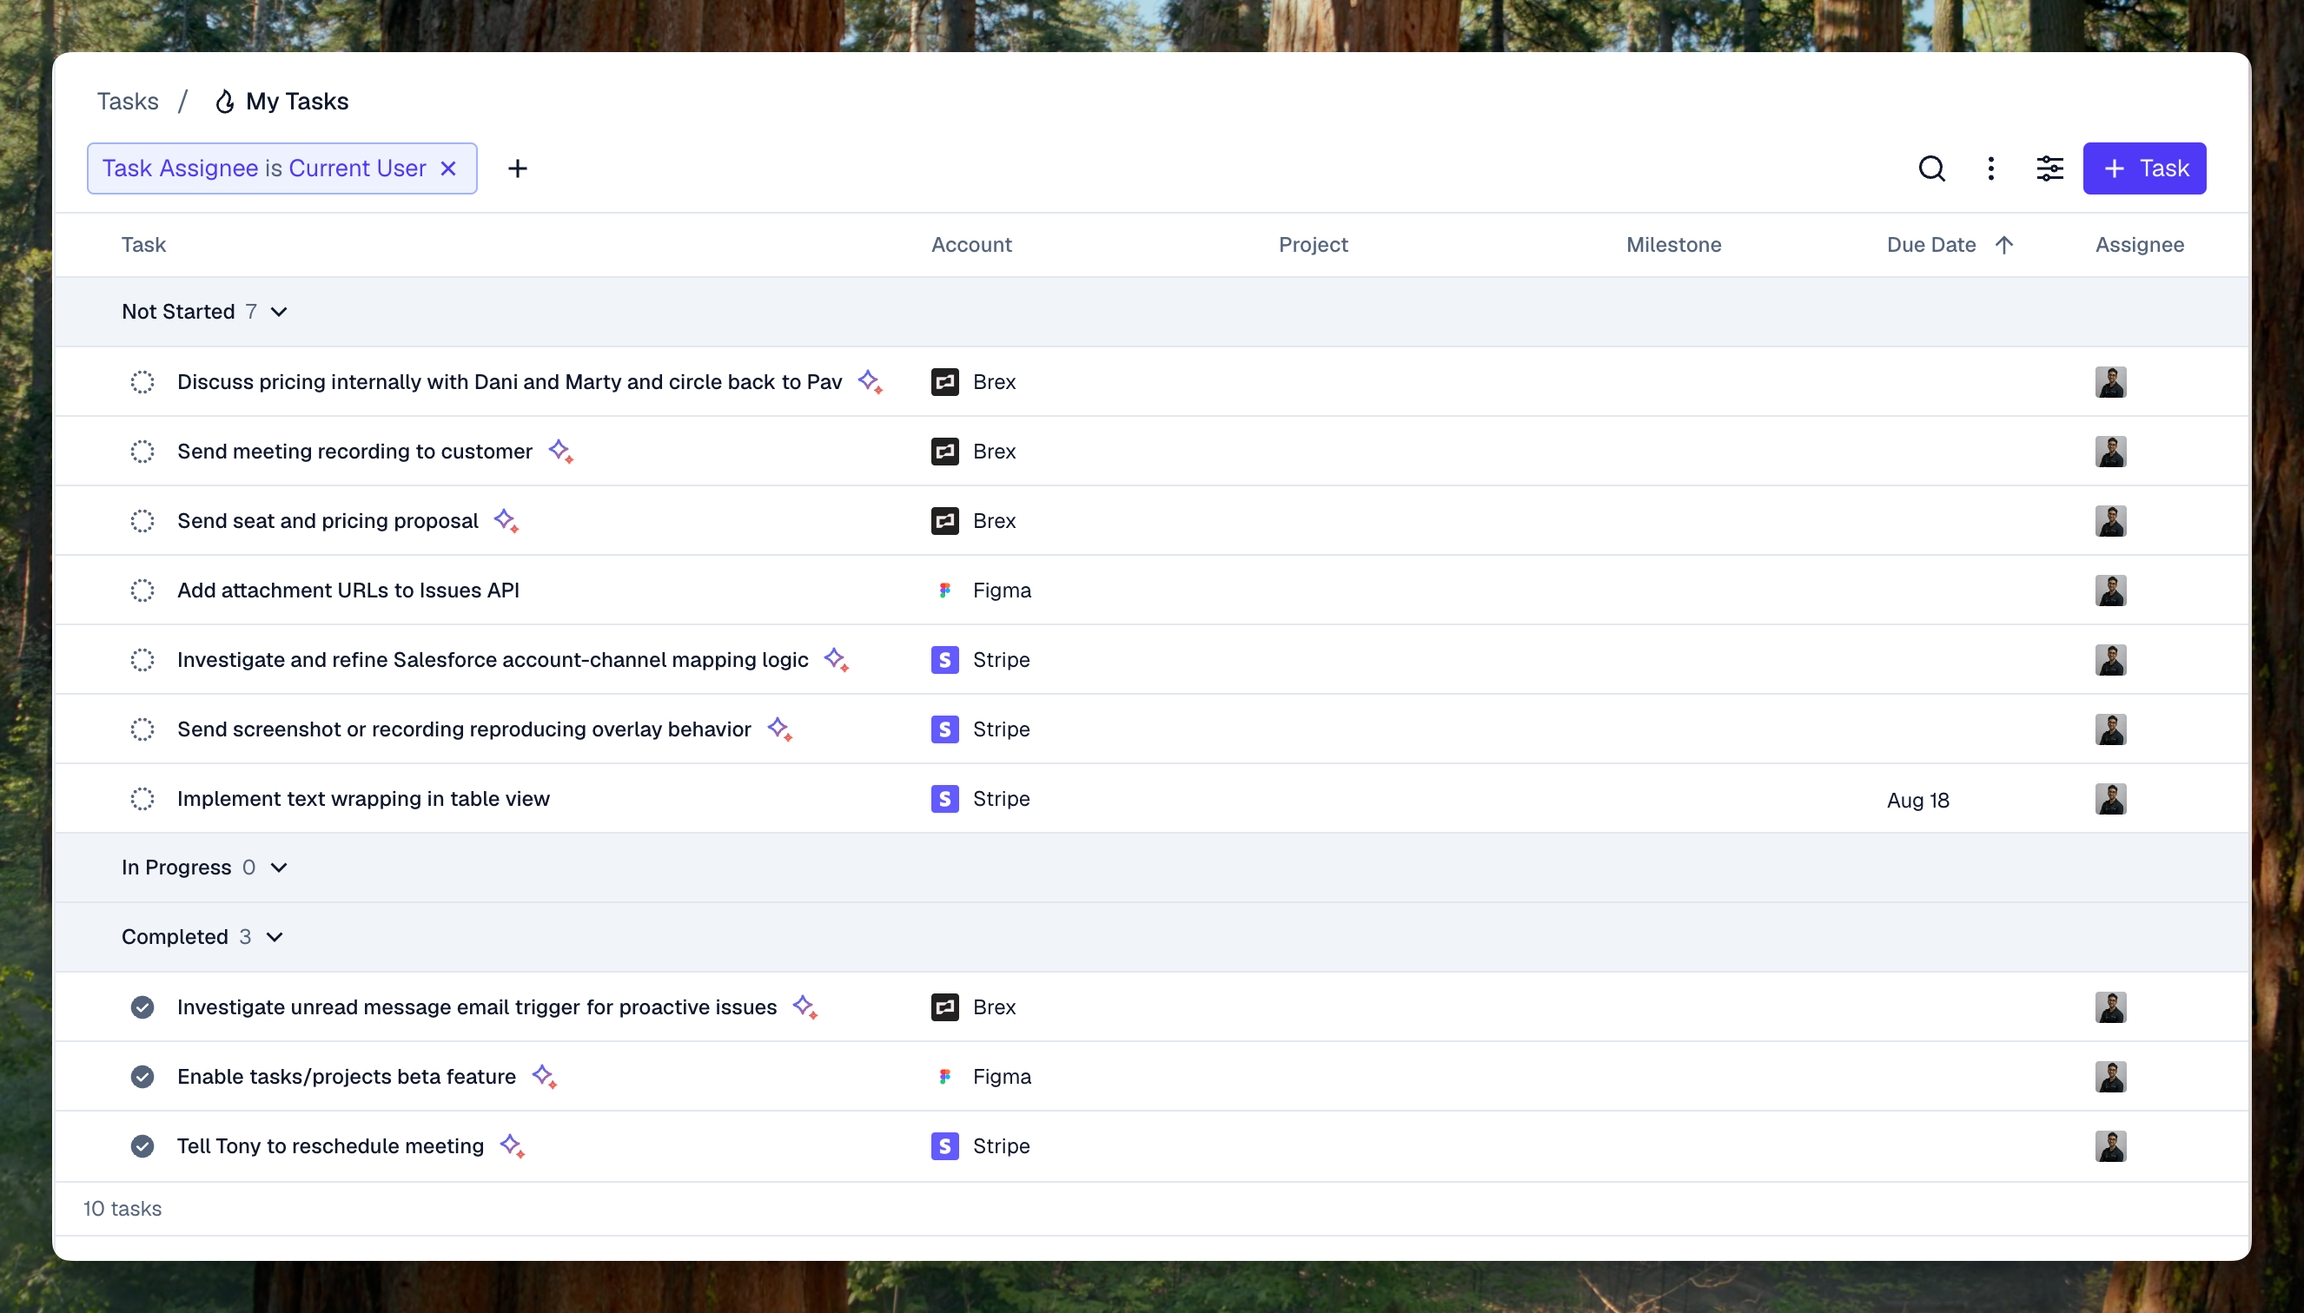 Tasks / My Tasks
Task Assignee is Current User
Task
Task Account Project Milestone Due Date Assignee
Not Started 7
Discuss pricing internally with Dani and Marty and circle back to Pav Brex
Send meeting recording to customer Brex
Send seat and pricing proposal Brex
Add attachment URLs to Issues API Figma
Investigate and refine Salesforce account-channel mapping logic S Stripe
Send screenshot or recording reproducing overlay behavior S Stripe
Implement text wrapping in table view S Stripe Aug 18
In Progress 0
Completed 3
Investigate unread message email trigger for proactive issues Brex
Enable tasks/projects beta feature Figma
Tell Tony to reschedule meeting S Stripe
10 tasks